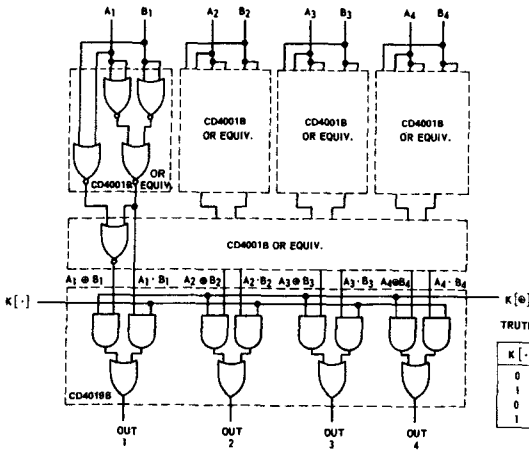 A1 B1 A2 B2 A3 B3 A4 B4
CD4001B
OR EQUIV.
CD4001B
OR EQUIV.
CD4001B
OR EQUIV.
OR
CD4001B EQUIV.
CD4001B OR EQUIV.
A1 ⊕ B1 A1 · B1 A2 ⊕ B2 A2 · B2 A3 ⊕ B3 A3 · B3 A4⊕B4 A4 · B4
K[·] K[⊕]
TRUT
K[·
0
1
0
1
CD4019B
OUT OUT OUT OUT
1 2 3 4